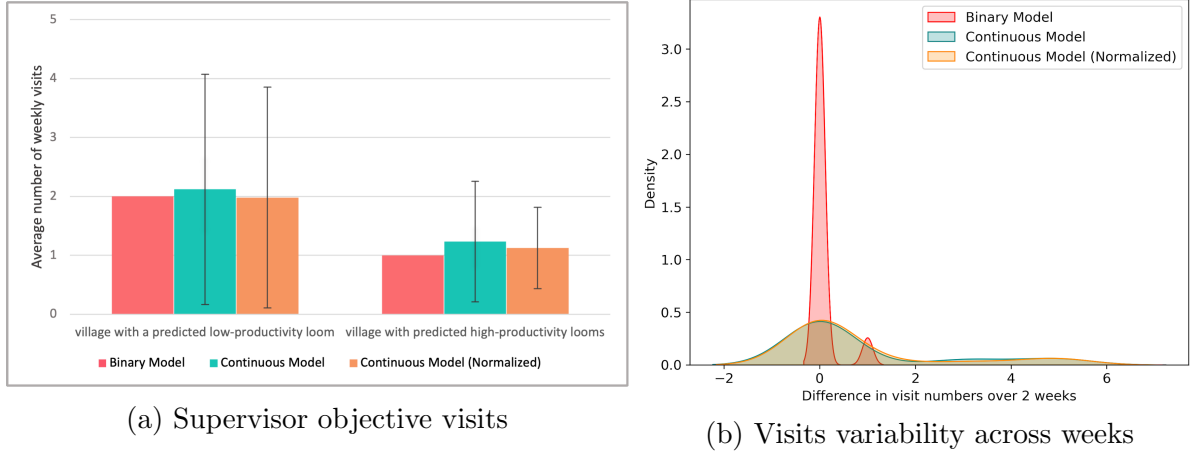 5
4
3
2
1
0
Average number of weekly visits
village with a predicted low-productivity loom
village with predicted high-productivity looms
Binary Model
Continuous Model
Continuous Model (Normalized)
(a) Supervisor objective visits
Binary Model
Continuous Model
Continuous Model (Normalized)
3.0
2.5
2.0
1.5
1.0
0.5
0.0
Density
−2
0
2
4
6
Difference in visit numbers over 2 weeks
(b) Visits variability across weeks